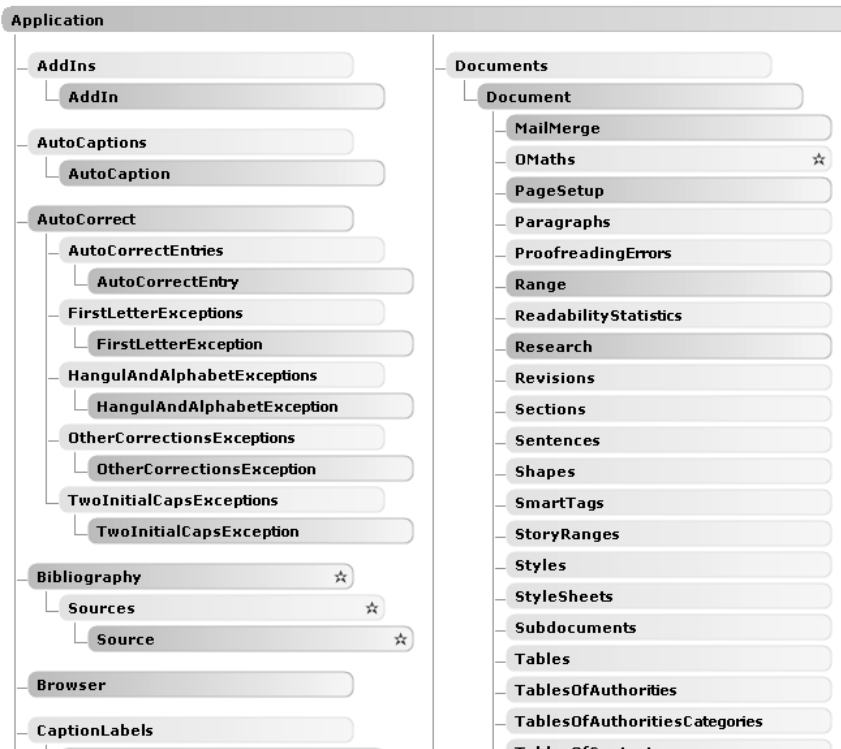 Application
AddIns
AddIn
AutoCaptions
AutoCaption
AutoCorrect
AutoCorrectEntries
AutoCorrectEntry
FirstLetterExceptions
FirstLetterException
HangulAndAlphabetExceptions
HangulAndAlphabetException
OtherCorrectionsExceptions
OtherCorrectionsException
TwoInitialCapsExceptions
TwoInitialCapsException
Bibliography
Sources
Source
Browser
CaptionLabels
Documents
Document
MailMerge
OMaths
PageSetup
Paragraphs
ProofreadingErrors
Range
ReadabilityStatistics
Research
Revisions
Sections
Sentences
Shapes
SmartTags
StoryRanges
Styles
StyleSheets
Subdocuments
Tables
TablesOfAuthorities
TablesOfAuthoritiesCategories